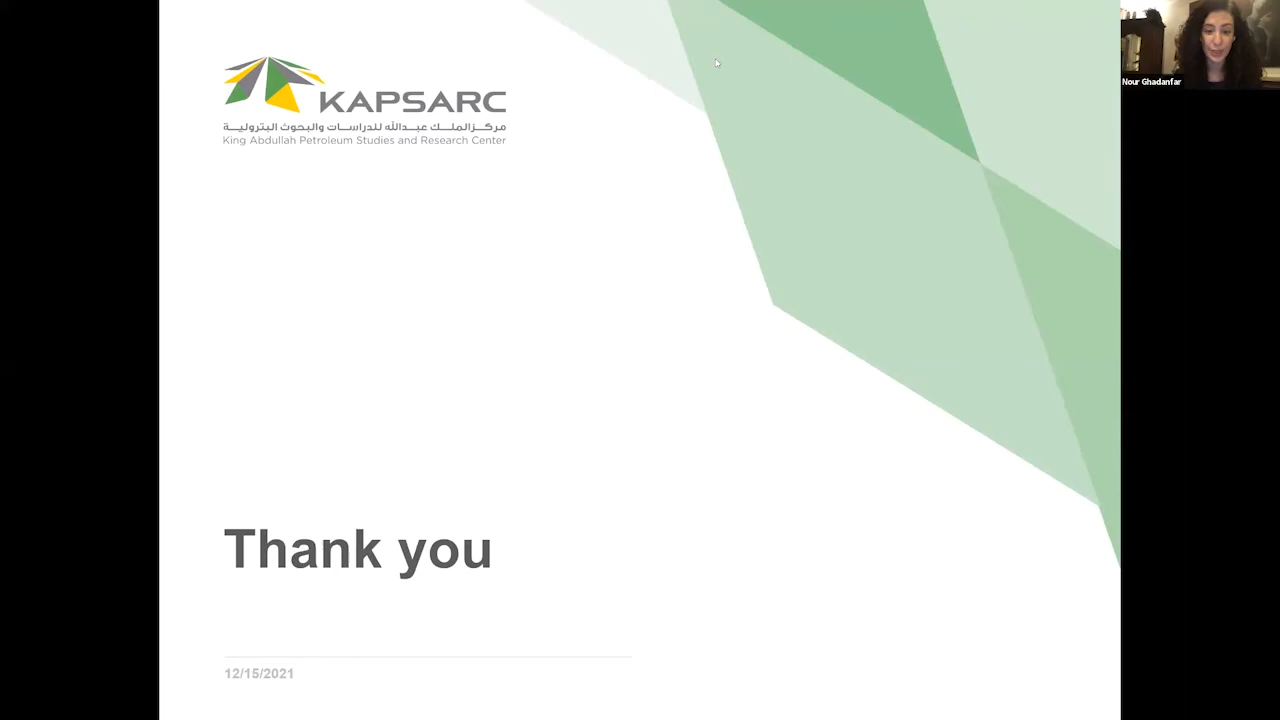 KAPSARC
مركز الملك عبدالله للدراسات والبحوث البترولية
King Abdullah Petroleum Studies and Research Center
Nour Ghadanfar
Thank you
12/15/2021